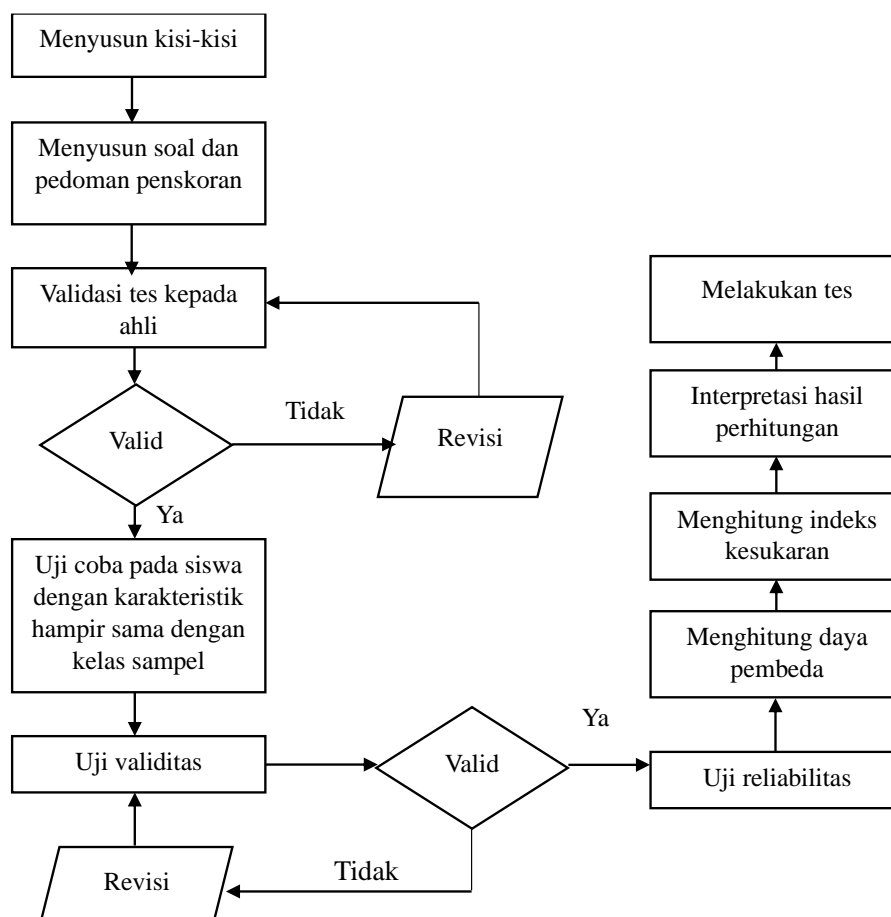 Menyusun kisi-kisi
Menyusun soal dan
pedoman penskoran
Validasi tes kepada
ahli
Valid
Tidak
Revisi
Ya
Uji coba pada siswa
dengan karakteristik
hampir sama dengan
kelas sampel
Uji validitas
Valid
Tidak
Revisi
Ya
Uji reliabilitas
Menghitung daya
pembeda
Menghitung indeks
kesukaran
Interpretasi hasil
perhitungan
Melakukan tes